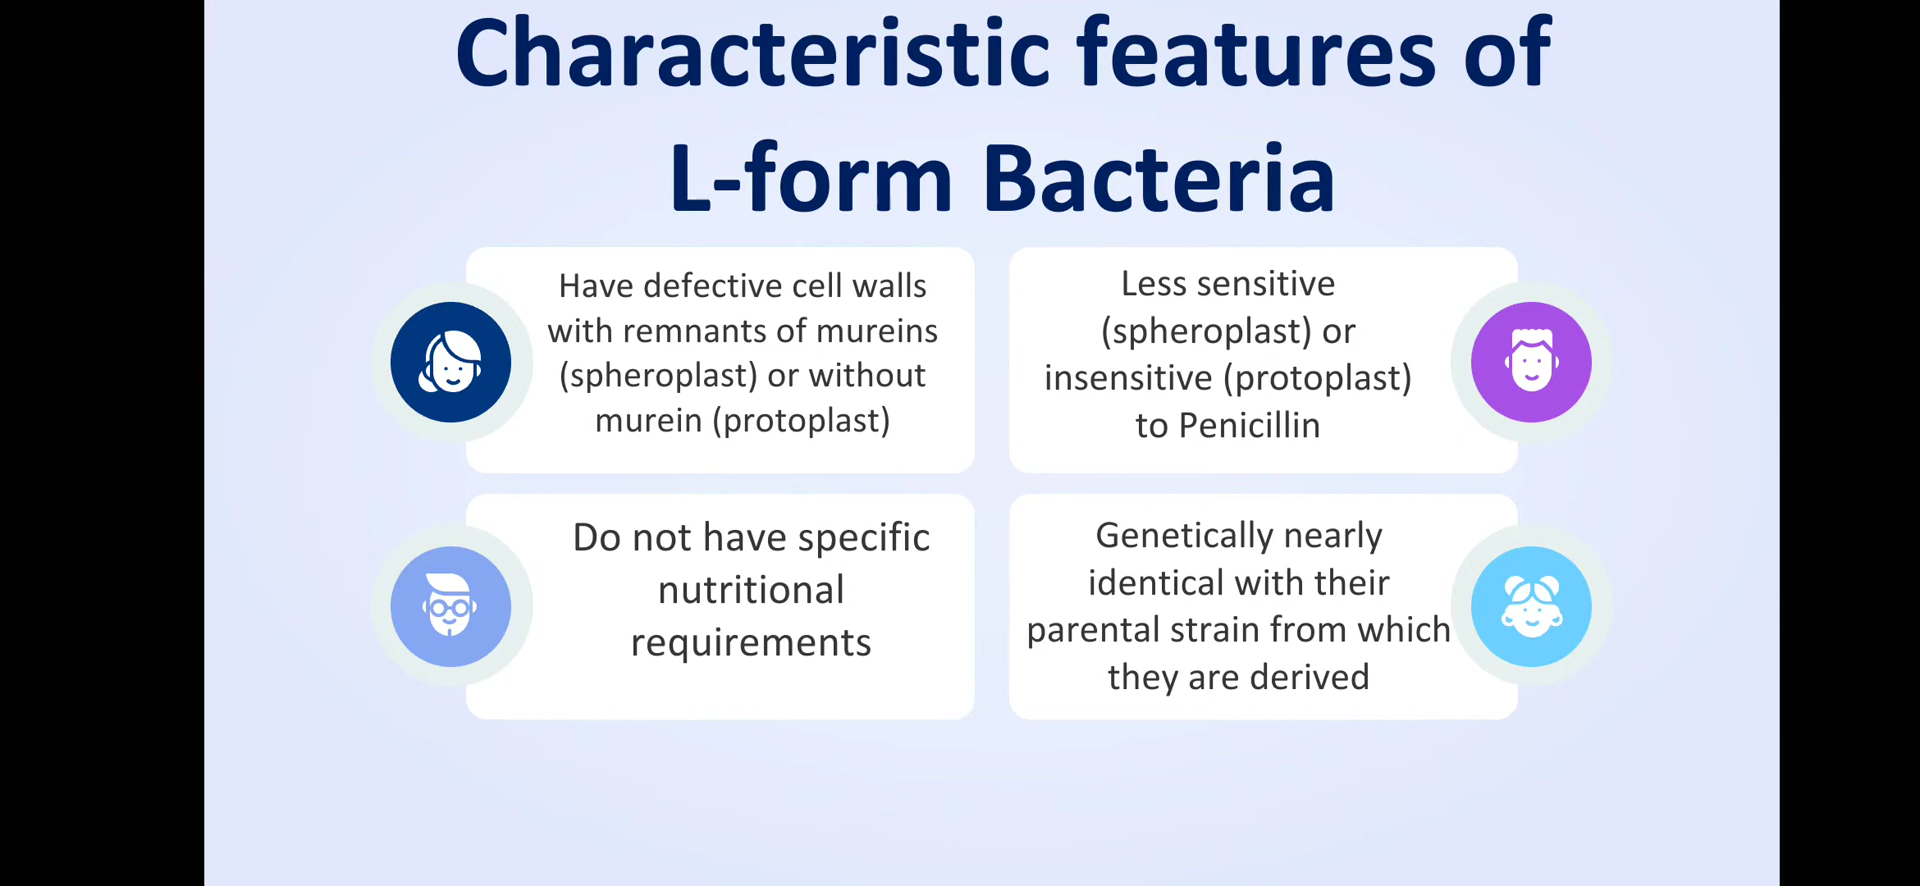 Characteristic features of
L-form Bacteria
Have defective cell walls
with remnants of mureins
(spheroplast) or without
murein (protoplast)
Less sensitive
(spheroplast) or
insensitive (protoplast)
to Penicillin
Do not have specific
nutritional
requirements
Genetically nearly
identical with their
parental strain from which
they are derived